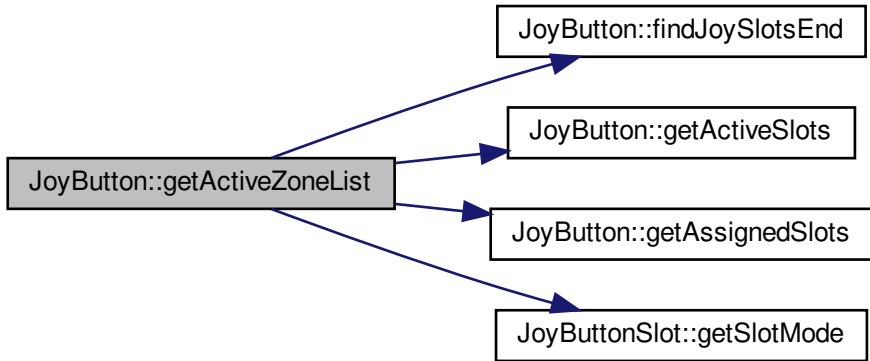 JoyButton::findJoySlotsEnd
JoyButton::getActiveSlots
JoyButton::getActiveZoneList
JoyButton::getAssignedSlots
JoyButtonSlot::getSlotMode